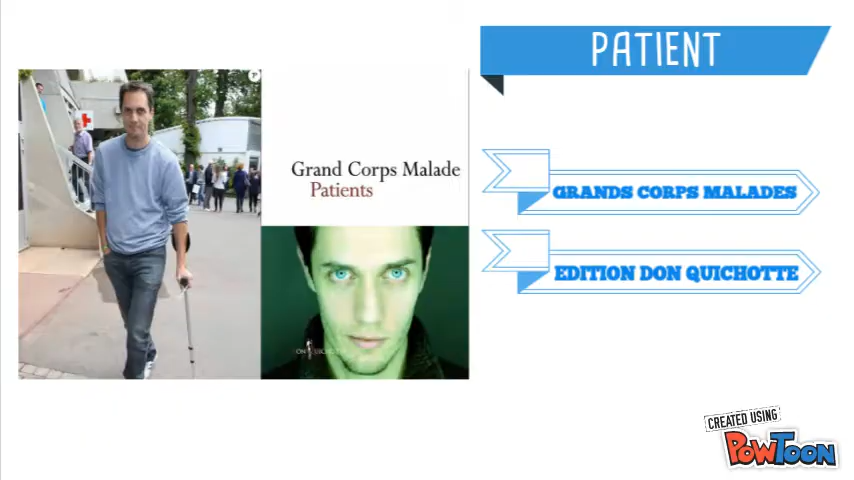 PATIENT
Grand Corps Malade
Patients
GRANDS CORPS MALADES
EDITION DON QUICHOTTE
CREATED USING
POWTOON